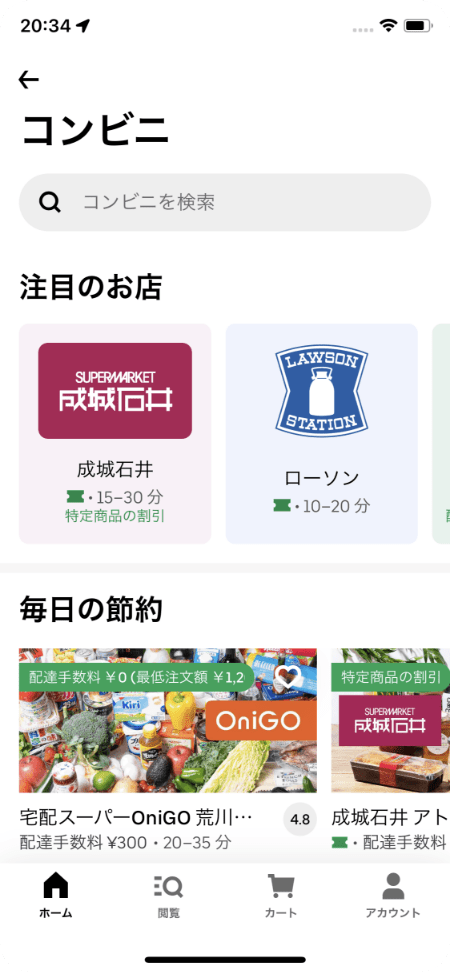 20:34
コンビニ
コンビニを検索
注目のお店
SUPERMARKET
成城石井
LAWSON
STATION
成城石井
・15–30 分
特定商品の割引
ローソン
・10–20 分
毎日の節約
配達手数料 ¥0 (最低注文額 ¥1,2
Kiri
OniGO
特定商品の割引
SUPERMARKET
成城石井
宅配スーパーOniGO 荒川…
4.8
配達手数料 ¥300・20–35 分
成城石井 アト
・配達手数料
ホーム
閲覧
カート
アカウント